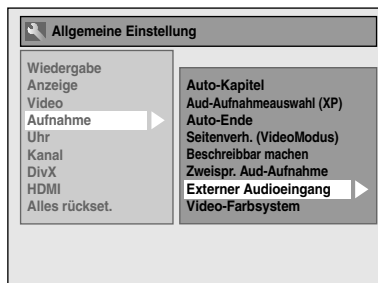 Allgemeine Einstellung
Wiedergabe
Anzeige
Video
Aufnahme
Uhr
Kanal
DivX
HDMI
Alles rückset.
Auto-Kapitel
Aud-Aufnahmeauswahl (XP)
Auto-Ende
Seitenverh. (VideoModus)
Beschreibbar machen
Zweispr. Aud-Aufnahme
Externer Audioeingang
Video-Farbsystem